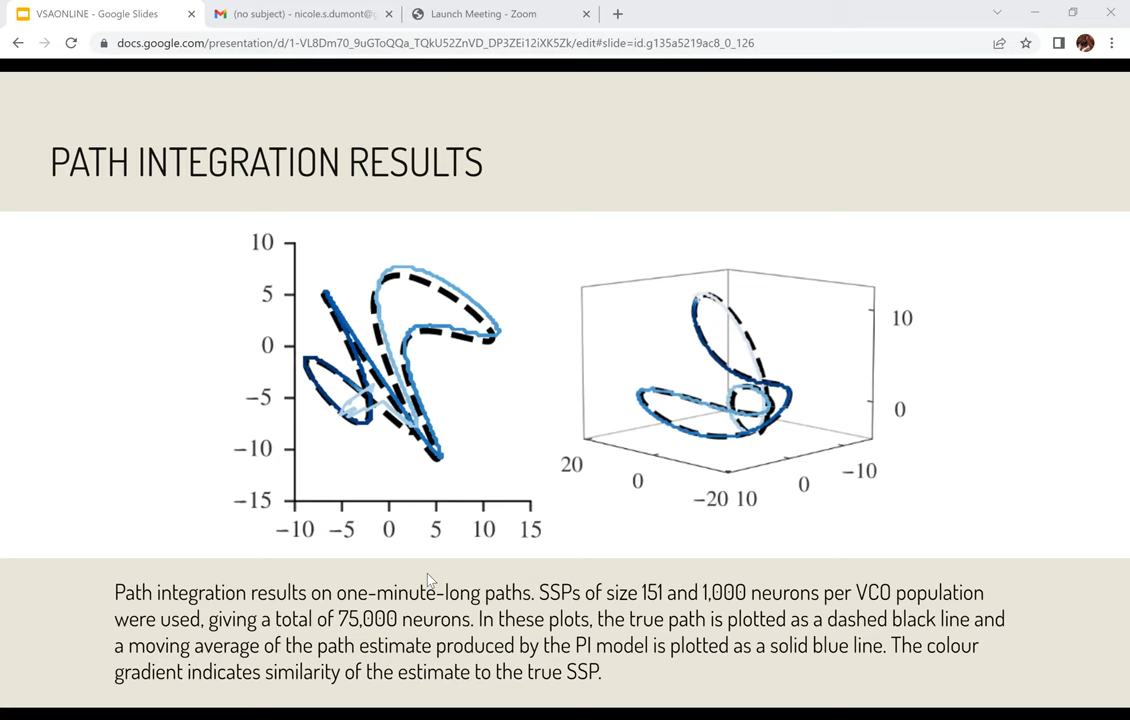 VSAONLINE - Google Slides
(no subject) - nicole.s.dumont@g
Launch Meeting - Zoom
docs.google.com/presentation/d/1-VL8Dm70_9uGToQQa_TQkU52ZnVD_DP3ZEi12iXK5Zk/edit#slide=id.g135a5219ac8_0_126
PATH INTEGRATION RESULTS
10
5
0
−5
−10
−15
−10 −5 0 5 10 15
10
0
20 0 −20 10 0 −10
Path integration results on one-minute-long paths. SSPs of size 151 and 1,000 neurons per VCO population
were used, giving a total of 75,000 neurons. In these plots, the true path is plotted as a dashed black line and
a moving average of the path estimate produced by the PI model is plotted as a solid blue line. The colour
gradient indicates similarity of the estimate to the true SSP.